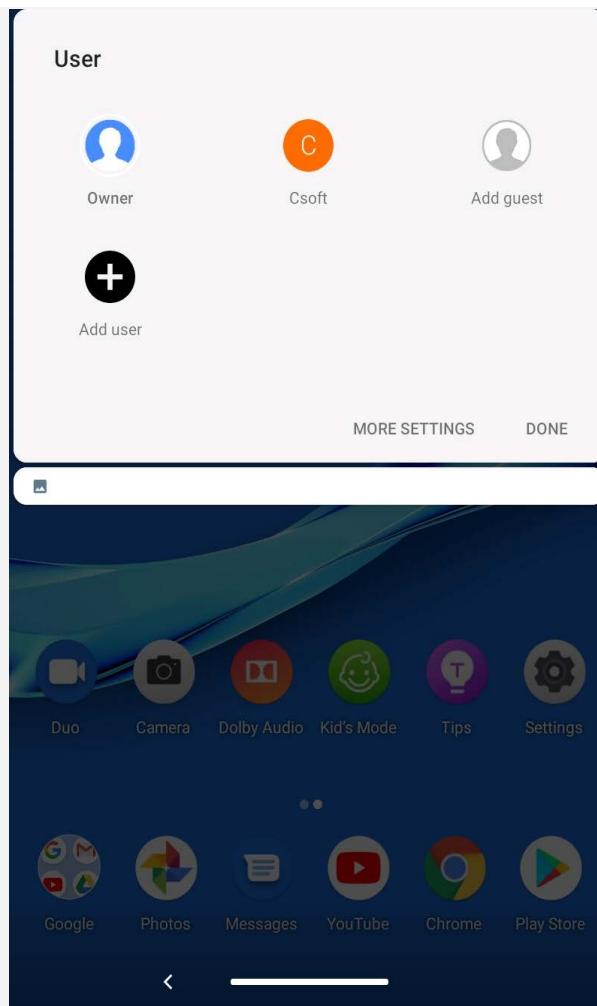 User
C
Owner Csoft Add guest
Add user
MORE SETTINGS DONE
T
Duo Camera Dolby Audio Kid's Mode Tips Settings
G M
Google Photos Messages YouTube Chrome Play Store